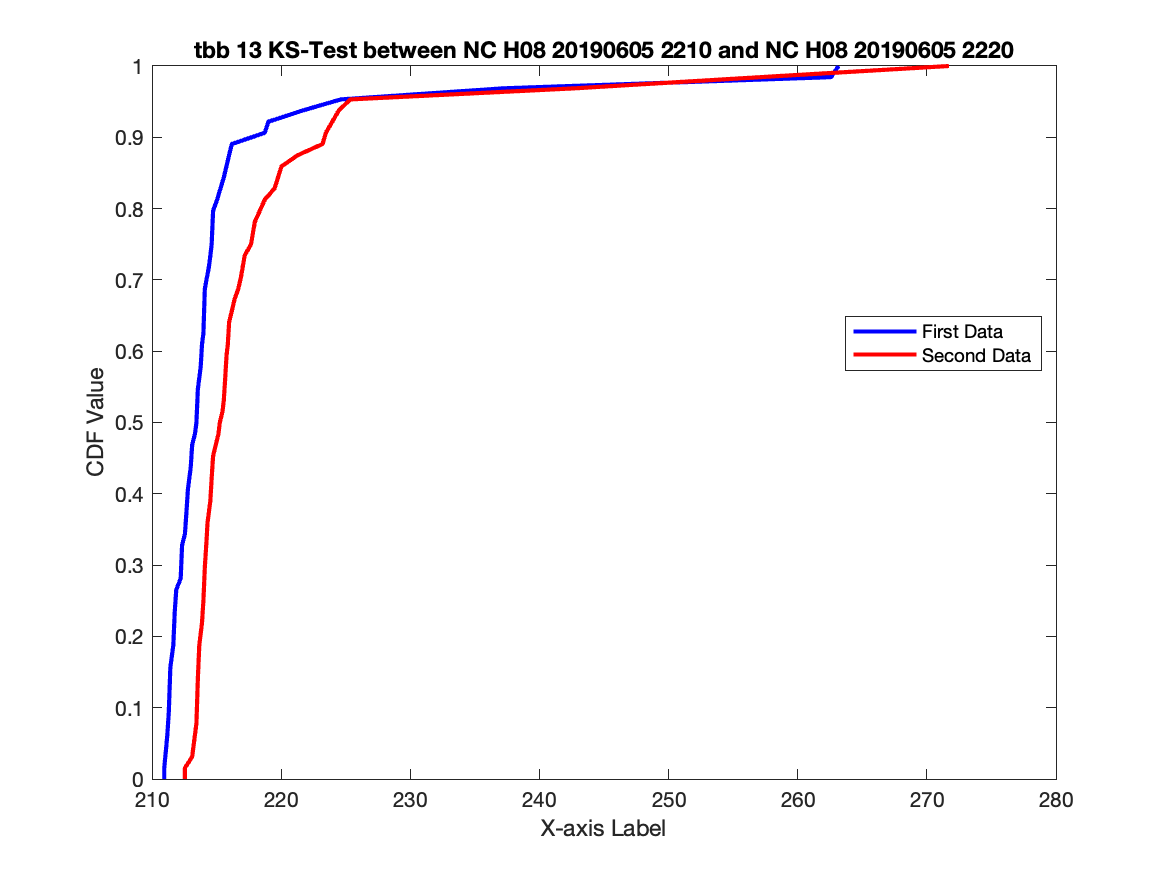 tbb 13 KS-Test between NC H08 20190605 2210 and NC H08 20190605 2220
1
0.9
0.8
0.7
0.6
0.5
0.4
0.3
0.2
0.1
0
CDF Value
First Data
Second Data
210 220 230 240 250 260 270 280
X-axis Label